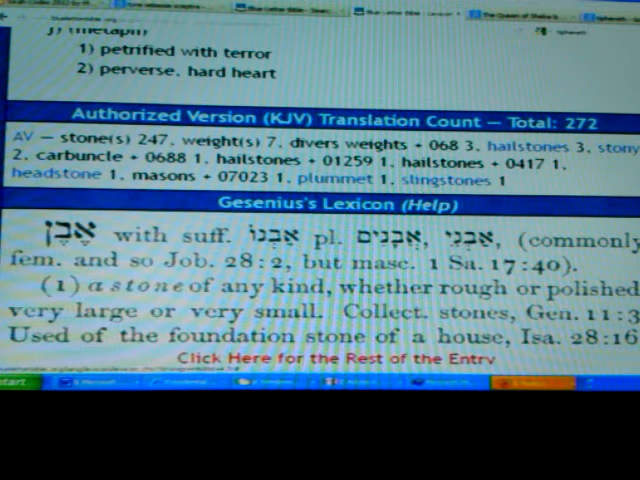 j) (metaph)
1) petrified with terror
2) perverse, hard heart
Authorized Version (KJV) Translation Count — Total: 272
AV — stone(s) 247, weight(s) 7, divers weights + 068 3, hailstones 3, stony
2, carbuncle + 0688 1, hailstones + 01259 1, hailstones + 0417 1,
headstone 1, masons + 07023 1, plummet 1, slingstones 1
Gesenius's Lexicon (Help)
אֶבֶן with suff. אַבְנוֹ pl. אֲבָנִים, אַבְנֵי, (commonly
fem. and so Job. 28:2, but masc. 1 Sa. 17:40).
(1) a stone of any kind, whether rough or polished
very large or very small. Collect. stones, Gen. 11:3
Used of the foundation stone of a house, Isa. 28:16
Click Here for the Rest of the Entry
start